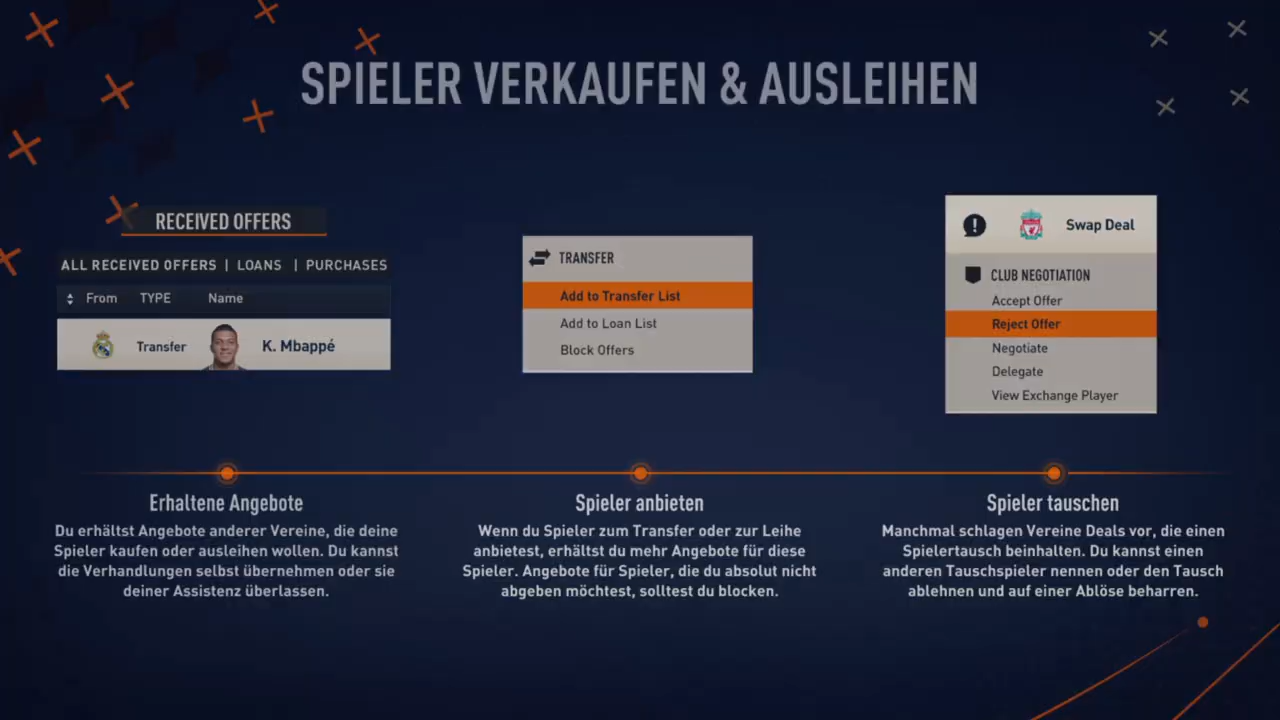 SPIELER VERKAUFEN & AUSLEIHEN
RECEIVED OFFERS
ALL RECEIVED OFFERS | LOANS | PURCHASES
From TYPE Name
Transfer K. Mbappé
TRANSFER
Add to Transfer List
Add to Loan List
Block Offers
Swap Deal
CLUB NEGOTIATION
Accept Offer
Reject Offer
Negotiate
Delegate
View Exchange Player
Erhaltene Angebote
Du erhältst Angebote anderer Vereine, die deine
Spieler kaufen oder ausleihen wollen. Du kannst
die Verhandlungen selbst übernehmen oder sie
deiner Assistenz überlassen.
Spieler anbieten
Wenn du Spieler zum Transfer oder zur Leihe
anbietest, erhältst du mehr Angebote für diese
Spieler. Angebote für Spieler, die du absolut nicht
abgeben möchtest, solltest du blocken.
Spieler tauschen
Manchmal schlagen Vereine Deals vor, die einen
Spielertausch beinhalten. Du kannst einen
anderen Tauschspieler nennen oder den Tausch
ablehnen und auf einer Ablöse beharren.